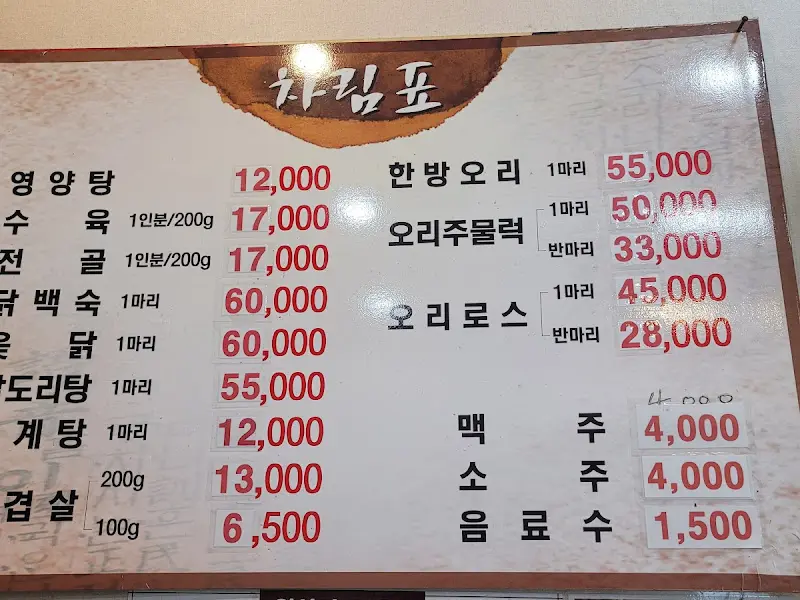 차림표
영양탕 12,000
수육 1인분/200g 17,000
전골 1인분/200g 17,000
닭백숙 1마리 60,000
옻닭 1마리 60,000
도리탕 1마리 55,000
계탕 1마리 12,000
겹살 200g 13,000
100g 6,500
한방오리 1마리 55,000
오리주물럭 1마리 50,000
반마리 33,000
오리로스 1마리 45,000
반마리 28,000
4,000
맥주 4,000
소주 4,000
음료수 1,500